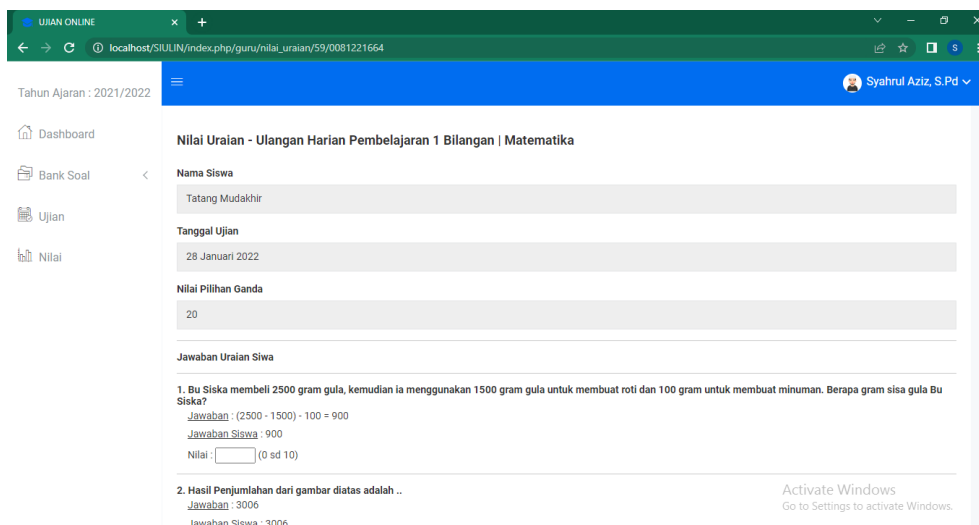 UJIAN ONLINE
localhost/SIULIN/index.php/guru/nilai_uraian/59/0081221664
S
Tahun Ajaran : 2021/2022
Syahrul Aziz, S.Pd
Dashboard
Bank Soal
Ujian
Nilai
Nilai Uraian - Ulangan Harian Pembelajaran 1 Bilangan | Matematika
Nama Siswa
Tatang Mudakhir
Tanggal Ujian
28 Januari 2022
Nilai Pilihan Ganda
20
Jawaban Uraian Siwa
1. Bu Siska membeli 2500 gram gula, kemudian ia menggunakan 1500 gram gula untuk membuat roti dan 100 gram untuk membuat minuman. Berapa gram sisa gula Bu
Siska?
Jawaban : (2500 - 1500) - 100 = 900
Jawaban Siswa : 900
Nilai : (0 sd 10)
2. Hasil Penjumlahan dari gambar diatas adalah ..
Jawaban : 3006
Jawaban Siswa : 3006
Activate Windows
Go to Settings to activate Windows.